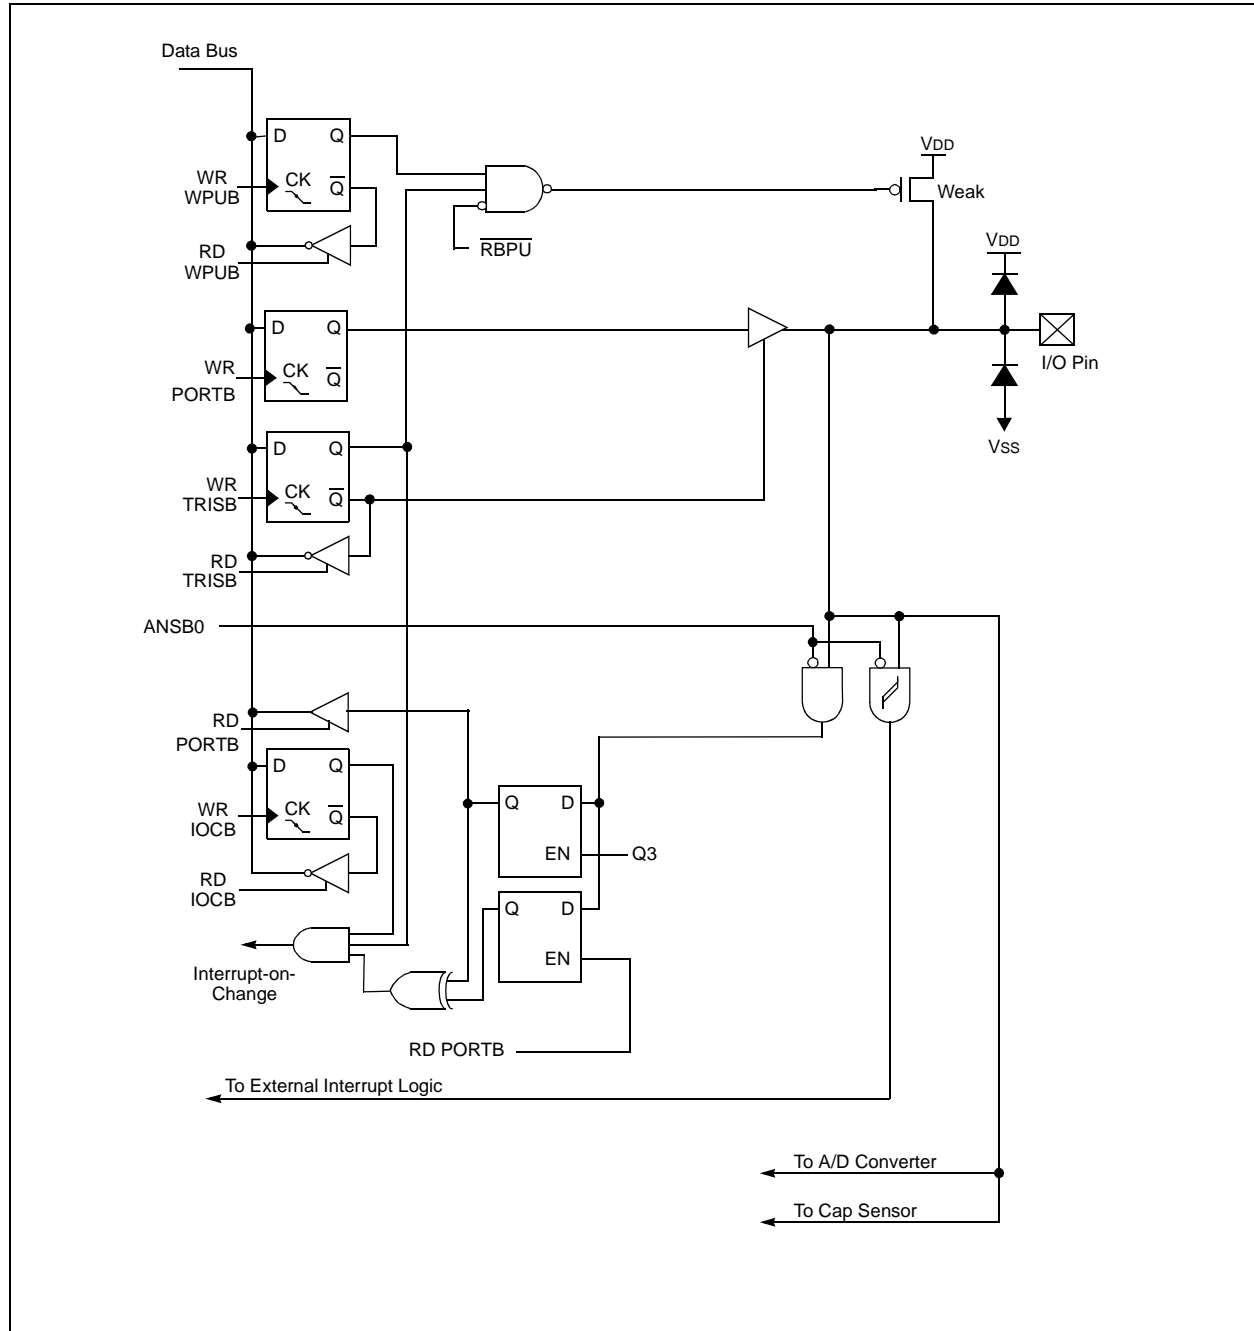 Data Bus
D Q
WR
WPUB
CK
Q̅
RD
WPUB
R̅B̅P̅U̅
VDD
Weak
VDD
I/O Pin
VSS
D Q
WR
PORTB
CK
Q̅
D Q
WR
TRISB
CK
Q̅
RD
TRISB
ANSB0
RD
PORTB
D Q
WR
IOCB
CK
Q̅
RD
IOCB
Q D
EN
Q3
Q D
EN
Interrupt-on-
Change
RD PORTB
To External Interrupt Logic
To A/D Converter
To Cap Sensor